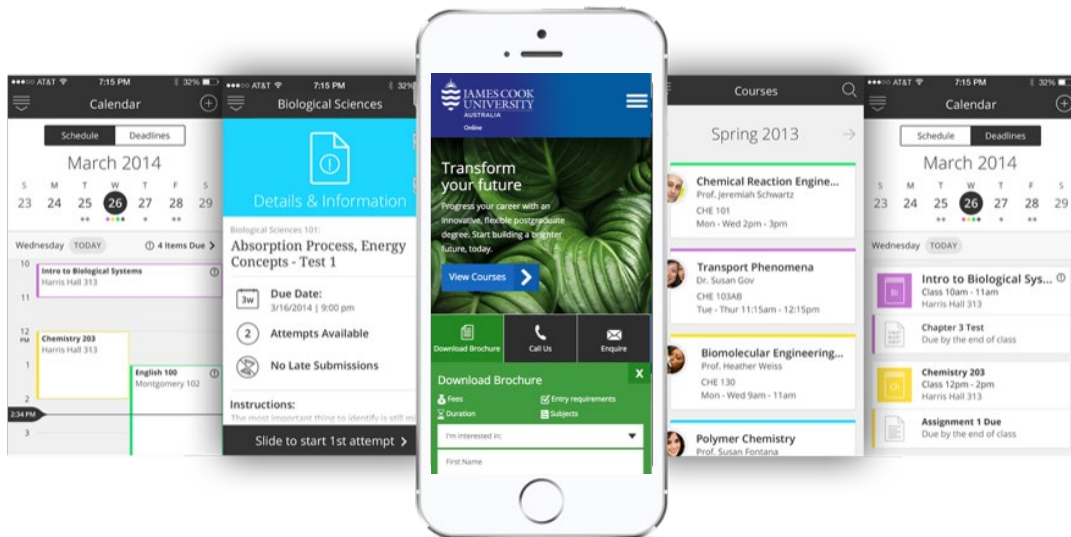 AT&T 7:15 PM 32%
Calendar
Schedule Deadlines
March 2014
S M T W T F S
23 24 25 26 27 28 29
Wednesday TODAY 4 Items Due >
10
Intro to Biological Systems
Harris Hall 313
11
12
PM
Chemistry 203
Harris Hall 313
1
English 100
Montgomery 102
2
2:34 PM
3
AT&T 7:15 PM 32%
Biological Sciences
Details & Information
Biological Sciences 101:
Absorption Process, Energy
Concepts - Test 1
3w
Due Date:
3/16/2014 | 9:00 pm
2
Attempts Available
No Late Submissions
Instructions:
The most important thing to identify is still
Slide to start 1st attempt >
JAMES COOK
UNIVERSITY
AUSTRALIA
Online
Transform
your future
Progress your career with an
innovative, flexible postgraduate
degree. Start building a brighter
future, today.
View Courses >
Download Brochure
Call Us
Enquire
Download Brochure X
Fees Entry requirements
Duration Subjects
I'm interested in:
First Name
Courses
Spring 2013
Chemical Reaction Engine...
Prof. Jeremiah Schwartz
CHE 101
Mon - Wed 2pm - 3pm
Transport Phenomena
Dr. Susan Gov
CHE 103AB
Tue - Thur 11:15am - 12:15pm
Biomolecular Engineering...
Prof. Heather Weiss
CHE 130
Mon - Wed 9am - 11am
Polymer Chemistry
Prof. Susan Fontana
AT&T 7:15 PM 32%
Calendar
Schedule Deadlines
March 2014
S M T W T F S
23 24 25 26 27 28 29
Wednesday TODAY
Bi
Intro to Biological Sys...
Class 10am - 11am
Harris Hall 313
Chapter 3 Test
Due by the end of class
Ch
Chemistry 203
Class 12pm - 2pm
Harris Hall 313
Assignment 1 Due
Due by the end of class